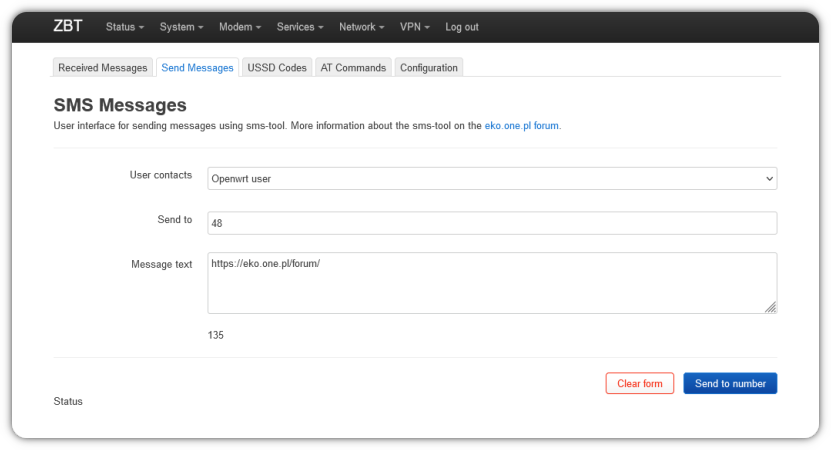 ZBT Status System Modem Services Network VPN Log out
Received Messages Send Messages USSD Codes AT Commands Configuration
SMS Messages
User interface for sending messages using sms-tool. More information about the sms-tool on the eko.one.pl forum.
User contacts Openwrt user
Send to 48
Message text https://eko.one.pl/forum/
135
Clear form Send to number
Status